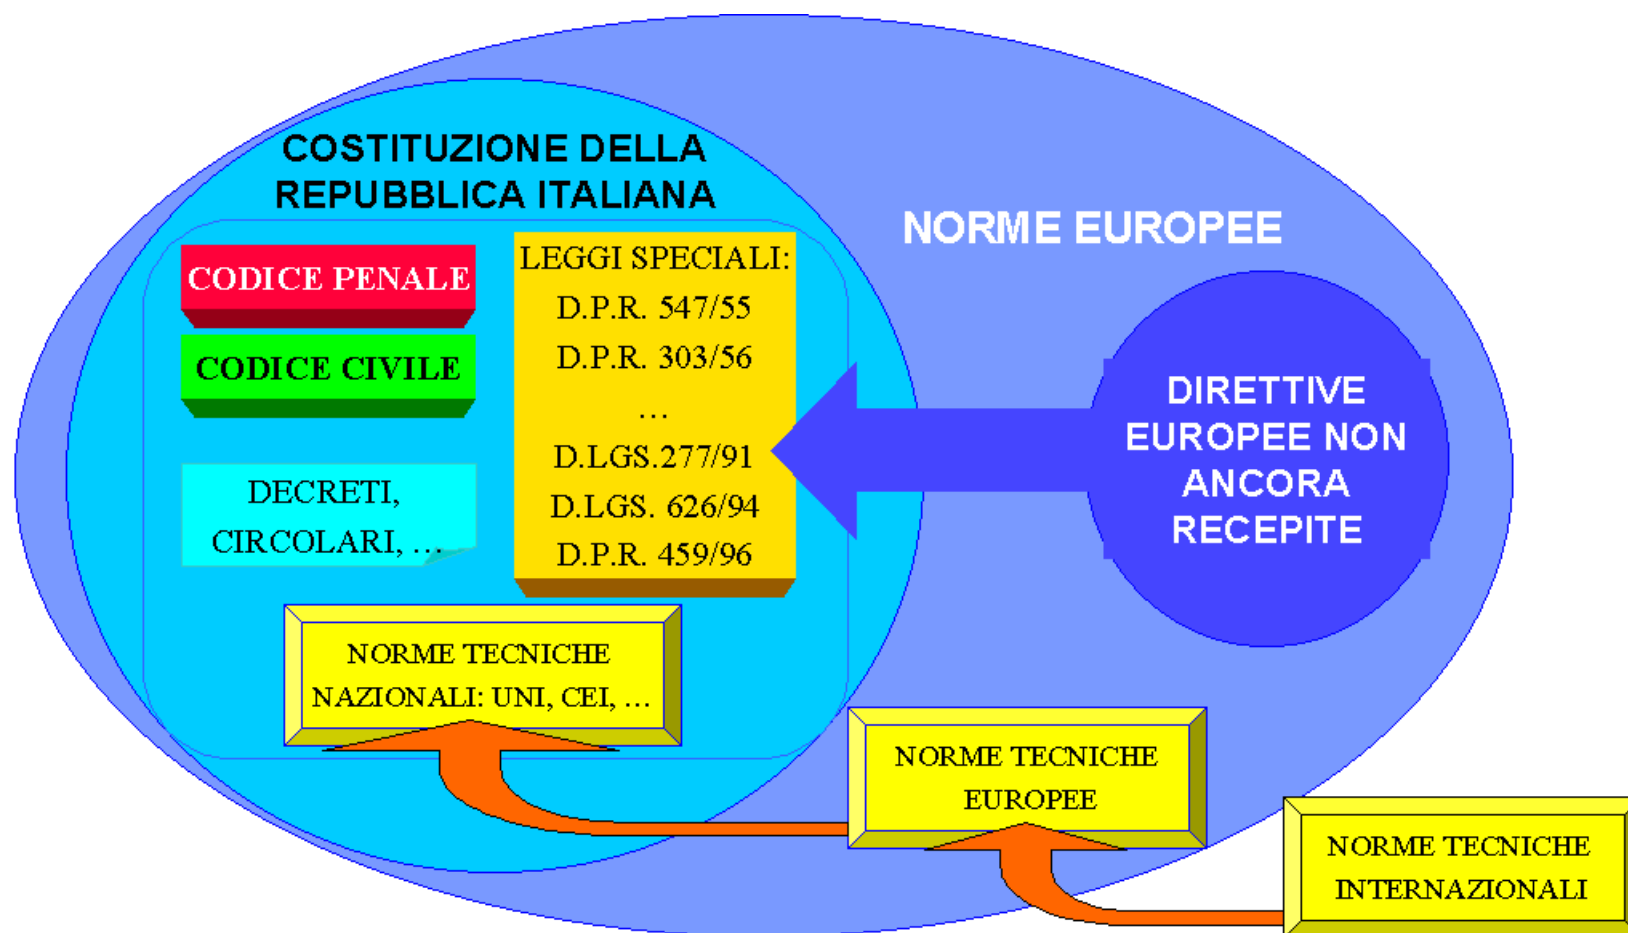 COSTITUZIONE DELLA
REPUBBLICA ITALIANA
NORME EUROPEE
CODICE PENALE
CODICE CIVILE
DECRETI,
CIRCOLARI, …
LEGGI SPECIALI:
D.P.R. 547/55
D.P.R. 303/56
…
D.LGS.277/91
D.LGS. 626/94
D.P.R. 459/96
DIRETTIVE
EUROPEE NON
ANCORA
RECEPITE
NORME TECNICHE
NAZIONALI: UNI, CEI, …
NORME TECNICHE
EUROPEE
NORME TECNICHE
INTERNAZIONALI